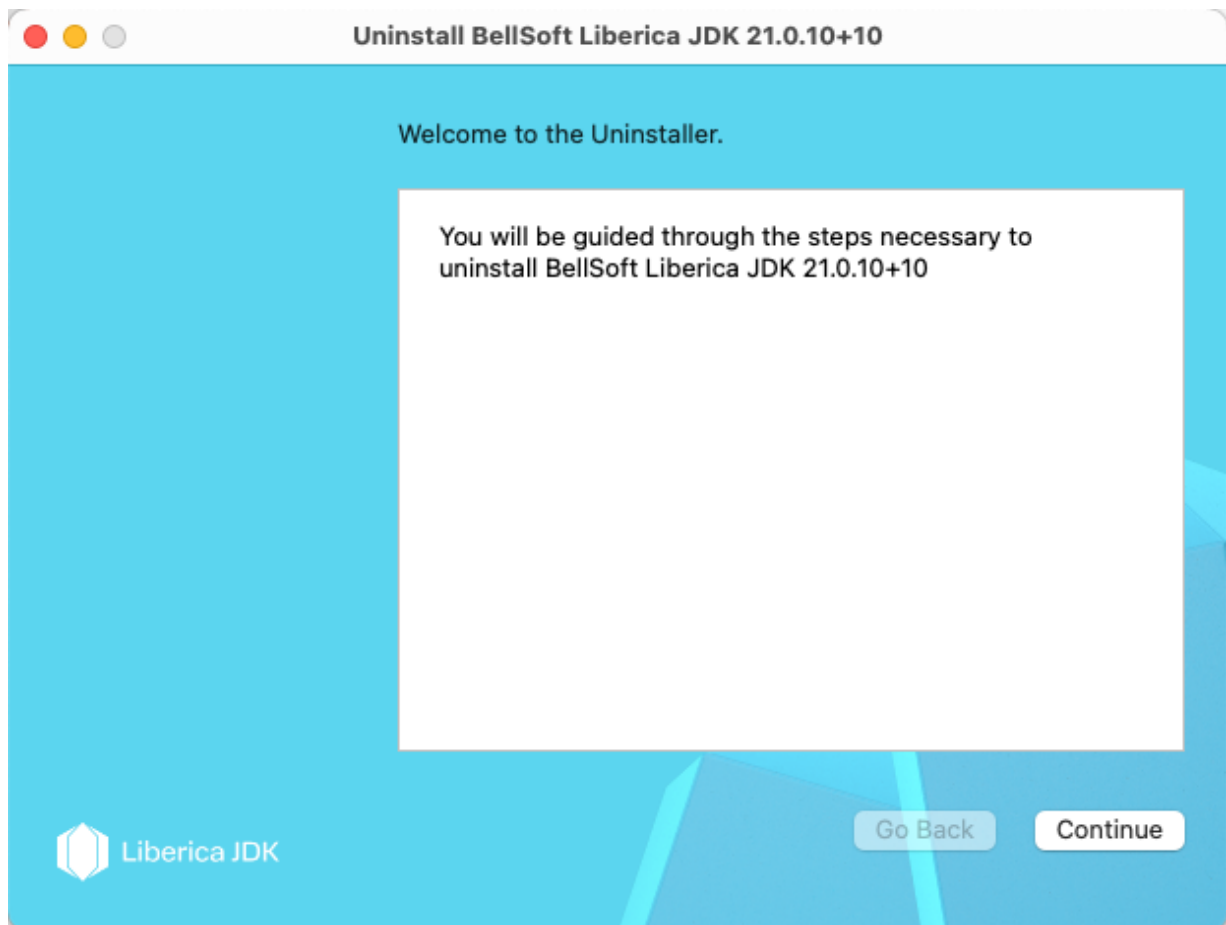 Uninstall BellSoft Liberica JDK 21.0.10+10
Welcome to the Uninstaller.
You will be guided through the steps necessary to
uninstall BellSoft Liberica JDK 21.0.10+10
Go Back
Continue
Liberica JDK